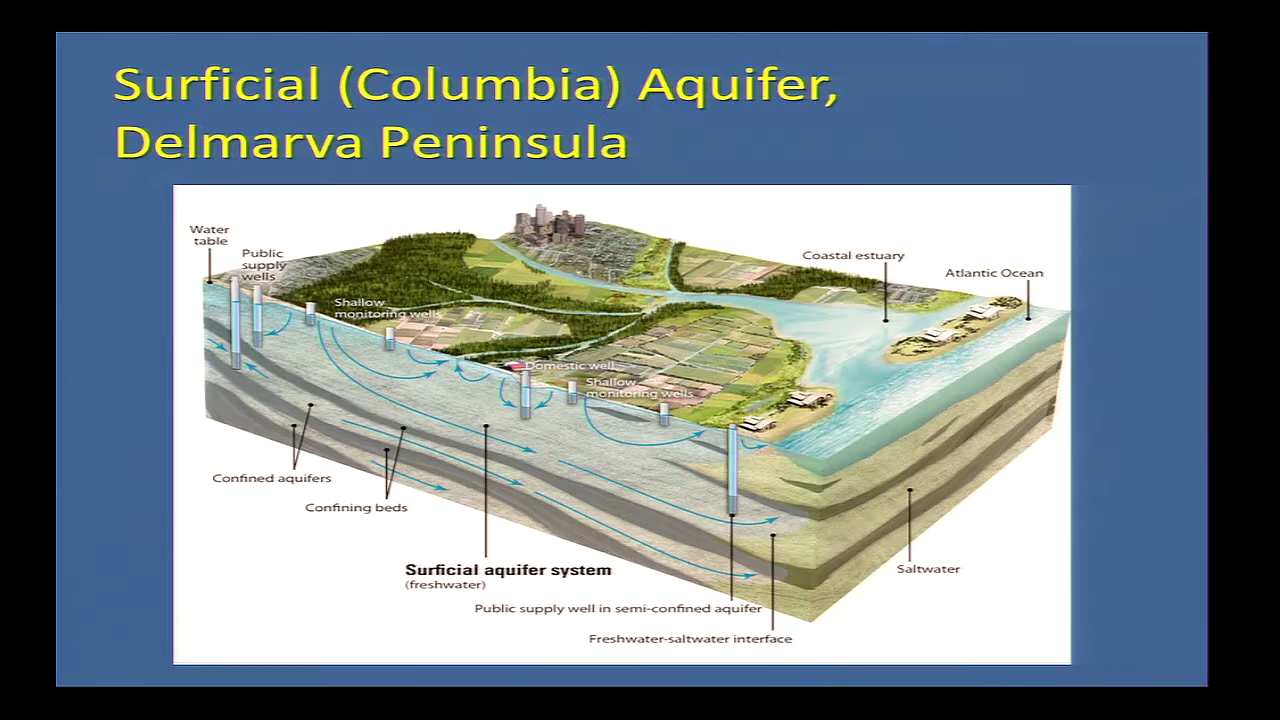 Surficial (Columbia) Aquifer,
Delmarva Peninsula
Water
table
Public
supply
wells
Shallow
monitoring wells
Coastal estuary
Atlantic Ocean
Domestic well
Shallow
monitoring wells
Confined aquifers
Confining beds
Surficial aquifer system
(freshwater)
Saltwater
Public supply well in semi-confined aquifer
Freshwater-saltwater interface